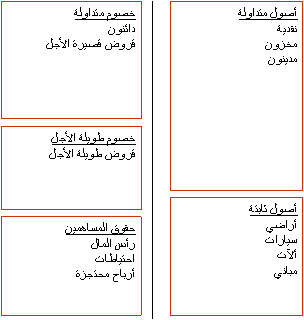 أصول متداولة
نقدية
مخزون
مدينون
أصول ثابتة
أراضي
سيارات
ألآت
مباني
خصوم متداولة
دائنون
قروض قصيرة الأجل
خصوم طويلة الأجل
قروض طويلة الأجل
حقوق المساهمين
رأس المال
احتياطات
أرباح محتجزة